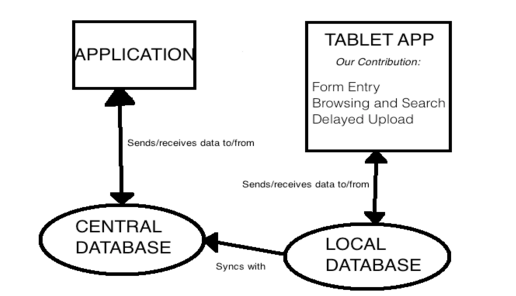 APPLICATION
TABLET APP
Our Contribution:
Form Entry
Browsing and Search
Delayed Upload
Sends/receives data to/from
Sends/receives data to/from
CENTRAL
DATABASE
LOCAL
DATABASE
Syncs with